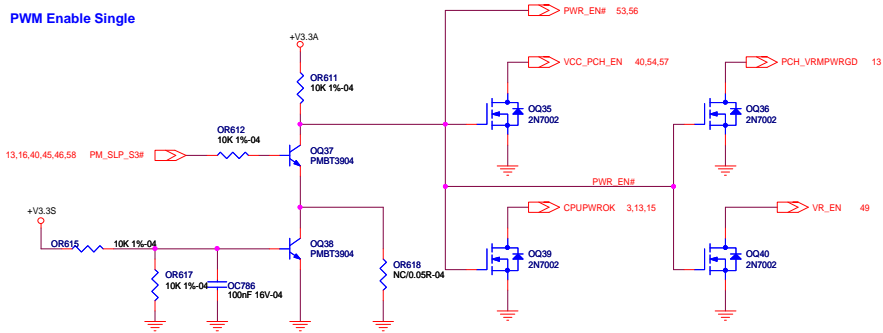 PWM Enable Single
PWR_EN# 53,56
+V3.3A
VCC_PCH_EN 40,54,57
PCH_VRMPWRGD 13
OR611
10K 1%-04
OQ35
2N7002
OQ36
2N7002
OR612
10K 1%-04
OQ37
PMBT3904
13,16,40,45,46,58 PM_SLP_S3#
PWR_EN#
+V3.3S
CPUPWROK 3,13,15
VR_EN 49
OR615
10K 1%-04
OQ38
PMBT3904
OQ39
2N7002
OQ40
2N7002
OR618
NC/0.05R-04
OR617
10K 1%-04
OC786
100nF 16V-04